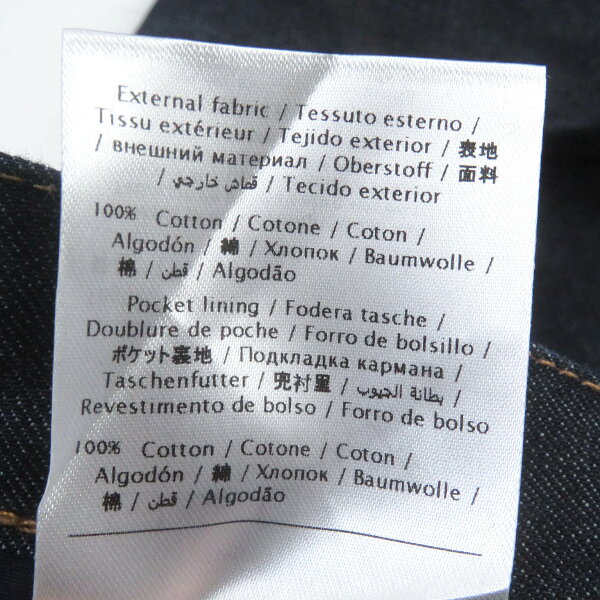 External fabric / Tessuto esterno /
Tissu extérieur / Tejido exterior / 表地
/ внешний материал / Oberstoff / 面料
/ قماش خارجي / Tecido exterior
100% Cotton / Cotone / Coton /
Algodón / 綿 / Хлопок / Baumwolle /
棉 / قطن / Algodão
Pocket lining / Fodera tasche /
Doublure de poche / Forro de bolsillo /
ポケット裏地 / Подкладка кармана /
Taschenfutter / 兜衬里 / بطانة الجيوب /
Revestimento de bolso / Forro de bolso
100% Cotton / Cotone / Coton /
Algodón / 綿 / Хлопок / Baumwolle /
棉 / قطن / Algodão